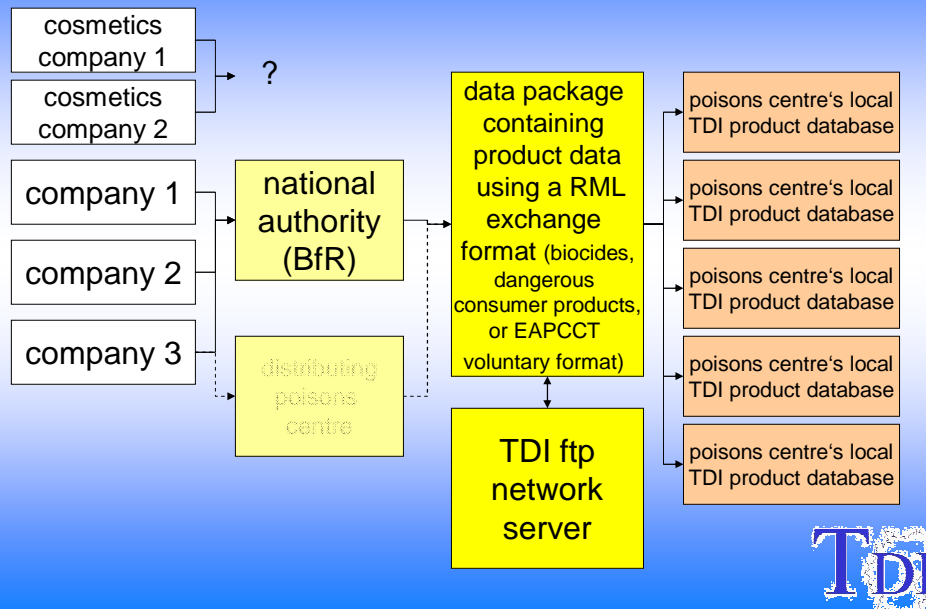 cosmetics
company 1
cosmetics
company 2
?
company 1
company 2
company 3
national
authority
(BfR)
distributing
poisons
centre
data package
containing
product data
using a RML
exchange
format (biocides,
dangerous
consumer products,
or EAPCCT
voluntary format)
TDI ftp
network
server
poisons centre‘s local
TDI product database
poisons centre‘s local
TDI product database
poisons centre‘s local
TDI product database
poisons centre‘s local
TDI product database
poisons centre‘s local
TDI product database
TDI